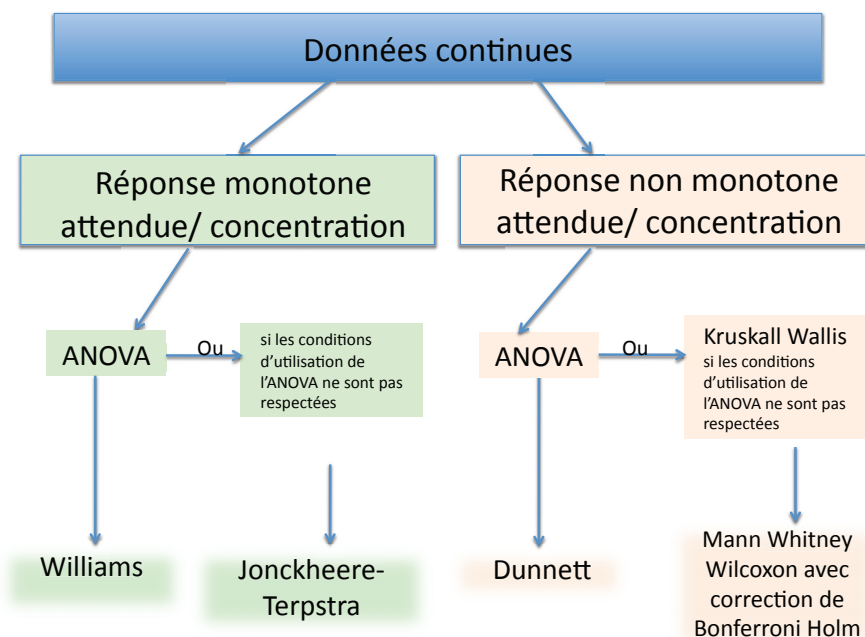 Données continues
Réponse monotone
attendue/ concentration
Réponse non monotone
attendue/ concentration
ANOVA
Ou
si les conditions
d'utilisation de
l'ANOVA ne sont pas
respectées
ANOVA
Ou
Kruskall Wallis
si les conditions
d'utilisation de
l'ANOVA ne sont pas
respectées
Williams
Jonckheere-
Terpstra
Dunnett
Mann Whitney
Wilcoxon avec
correction de
Bonferroni Holm